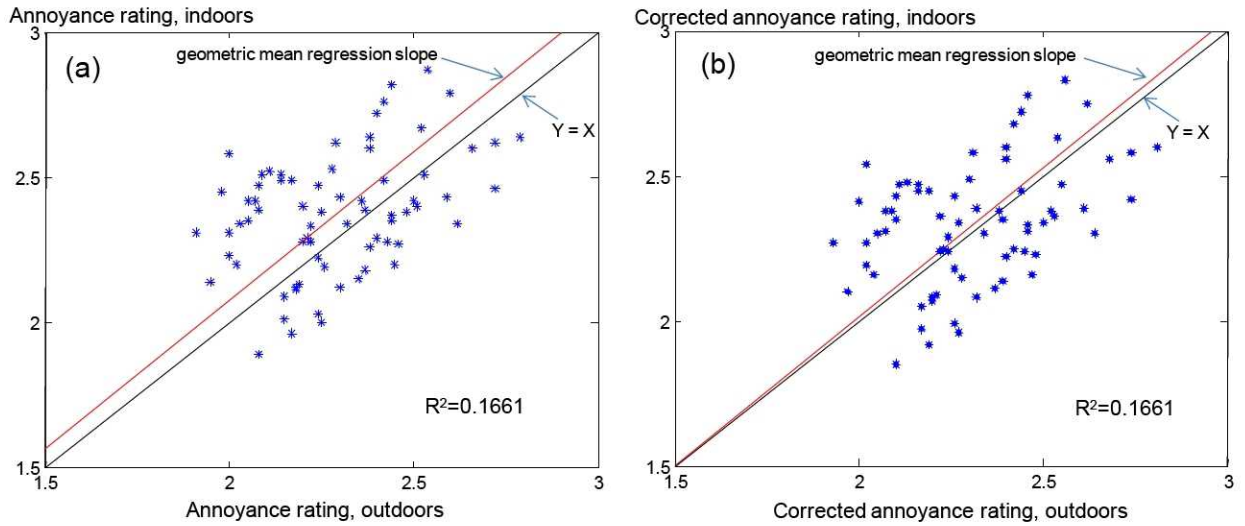 Annoyance rating, indoors
3
(a)
geometric mean regression slope
Y = X
2.5
2
R²=0.1661
1.5
1.5 2 2.5 3
Annoyance rating, outdoors
Corrected annoyance rating, indoors
3
(b)
geometric mean regression slope
Y = X
2.5
2
R²=0.1661
1.5
1.5 2 2.5 3
Corrected annoyance rating, outdoors